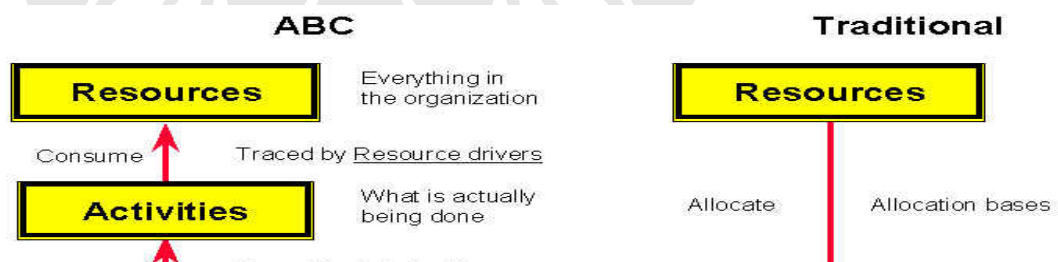 ABC
Traditional
Resources
Everything in
the organization
Resources
Consume
Traced by Resource drivers
Activities
What is actually
being done
Allocate
Allocation bases